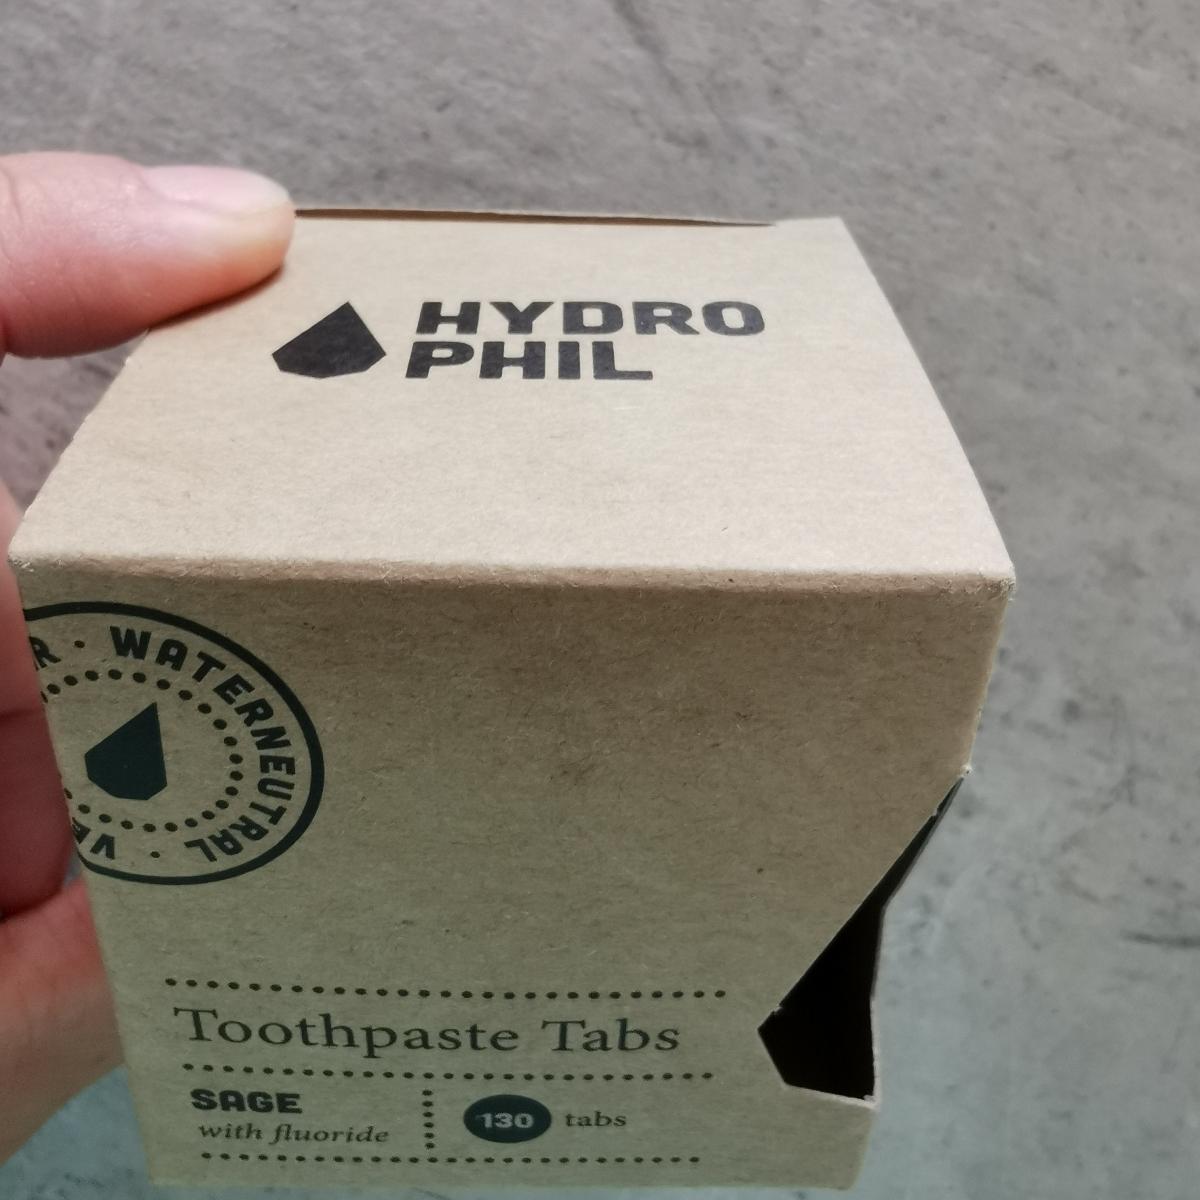 HYDRO
PHIL
WATERNEUTRAL
Toothpaste Tabs
SAGE
with fluoride
130 tabs